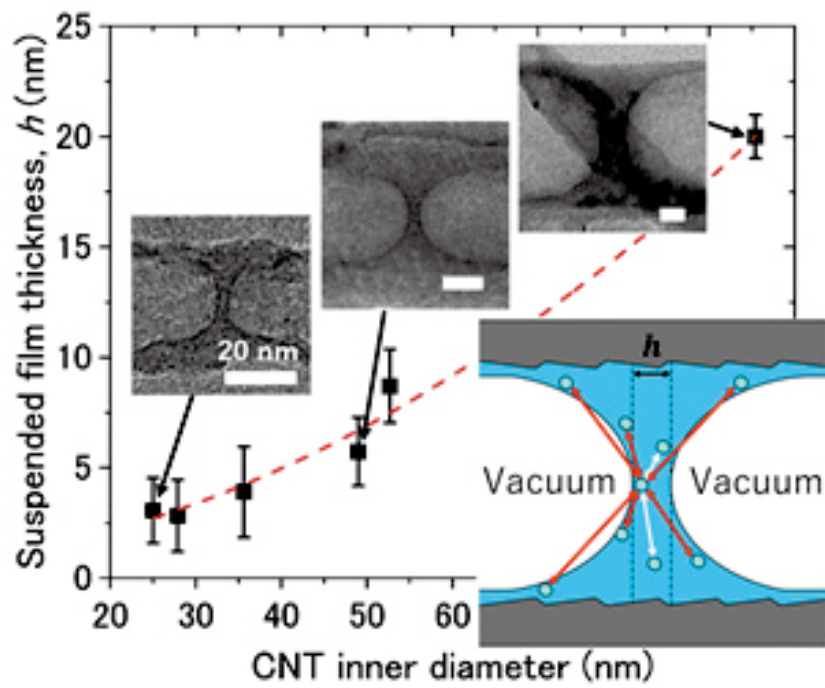 Suspended film thickness, h (nm)
25
20
15
10
5
0
20 nm
h
Vacuum
Vacuum
20 30 40 50 60
CNT inner diameter (nm)